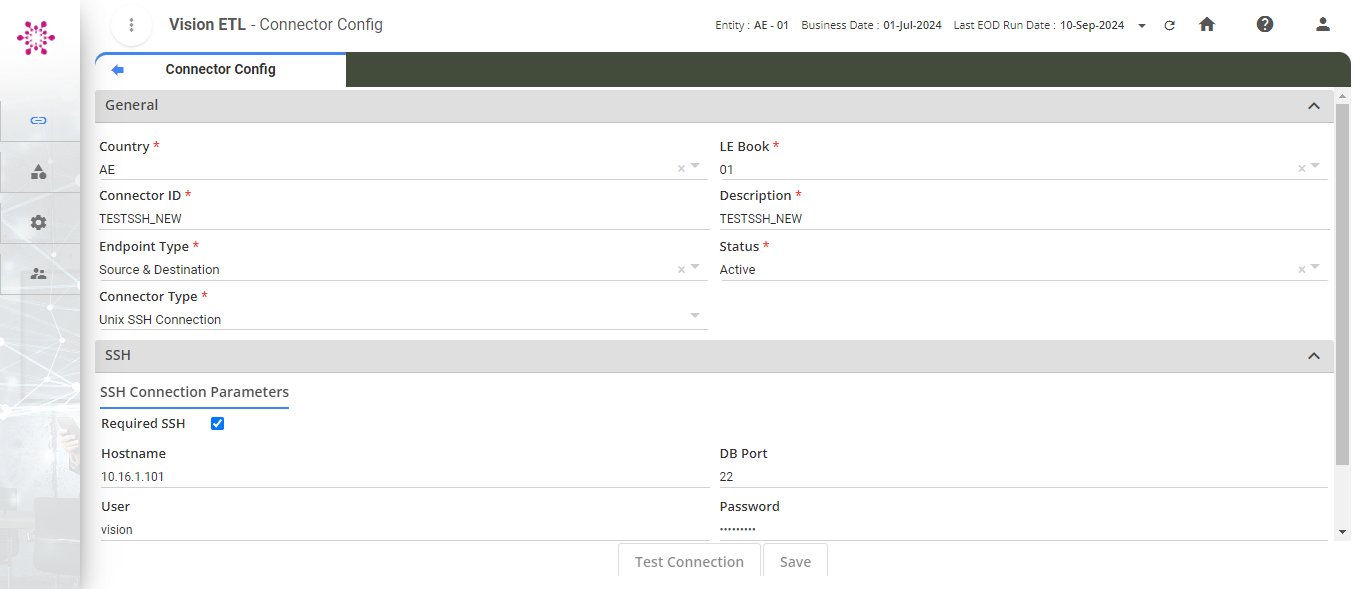 Vision ETL - Connector Config
Entity : AE - 01 Business Date : 01-Jul-2024 Last EOD Run Date : 10-Sep-2024
Connector Config
General
Country *
LE Book *
AE
01
Connector ID *
Description *
TESTSSH_NEW
TESTSSH_NEW
Endpoint Type *
Status *
Source & Destination
Active
Connector Type *
Unix SSH Connection
SSH
SSH Connection Parameters
Required SSH
Hostname
DB Port
10.16.1.101
22
User
Password
vision
•••••••••
Test Connection
Save